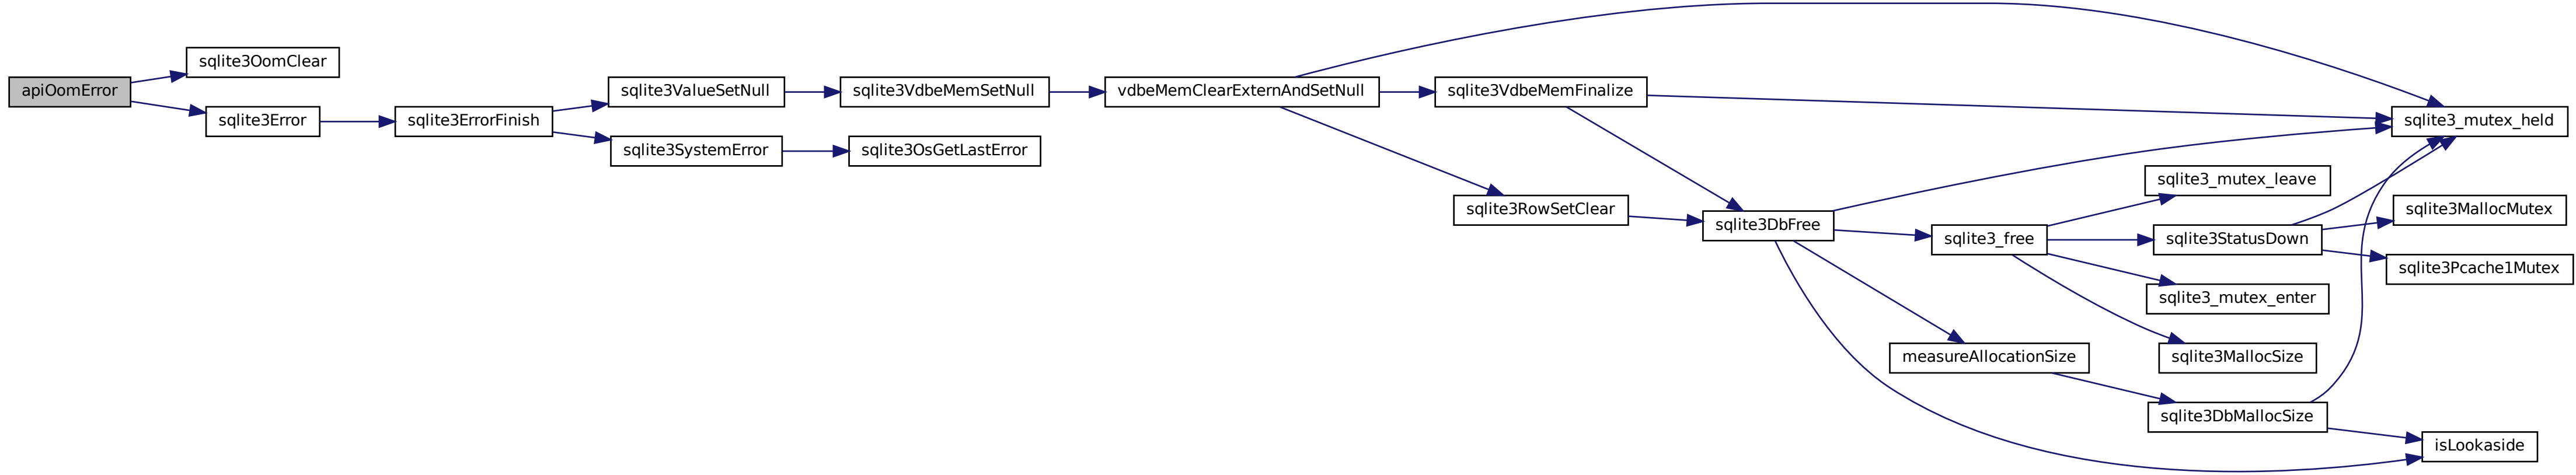 apiOomError
sqlite3OomClear
sqlite3Error
sqlite3ErrorFinish
sqlite3ValueSetNull
sqlite3SystemError
sqlite3VdbeMemSetNull
sqlite3OsGetLastError
vdbeMemClearExternAndSetNull
sqlite3VdbeMemFinalize
sqlite3RowSetClear
sqlite3DbFree
sqlite3_free
measureAllocationSize
sqlite3_mutex_leave
sqlite3StatusDown
sqlite3_mutex_enter
sqlite3MallocSize
sqlite3DbMallocSize
sqlite3_mutex_held
sqlite3MallocMutex
sqlite3Pcache1Mutex
isLookaside